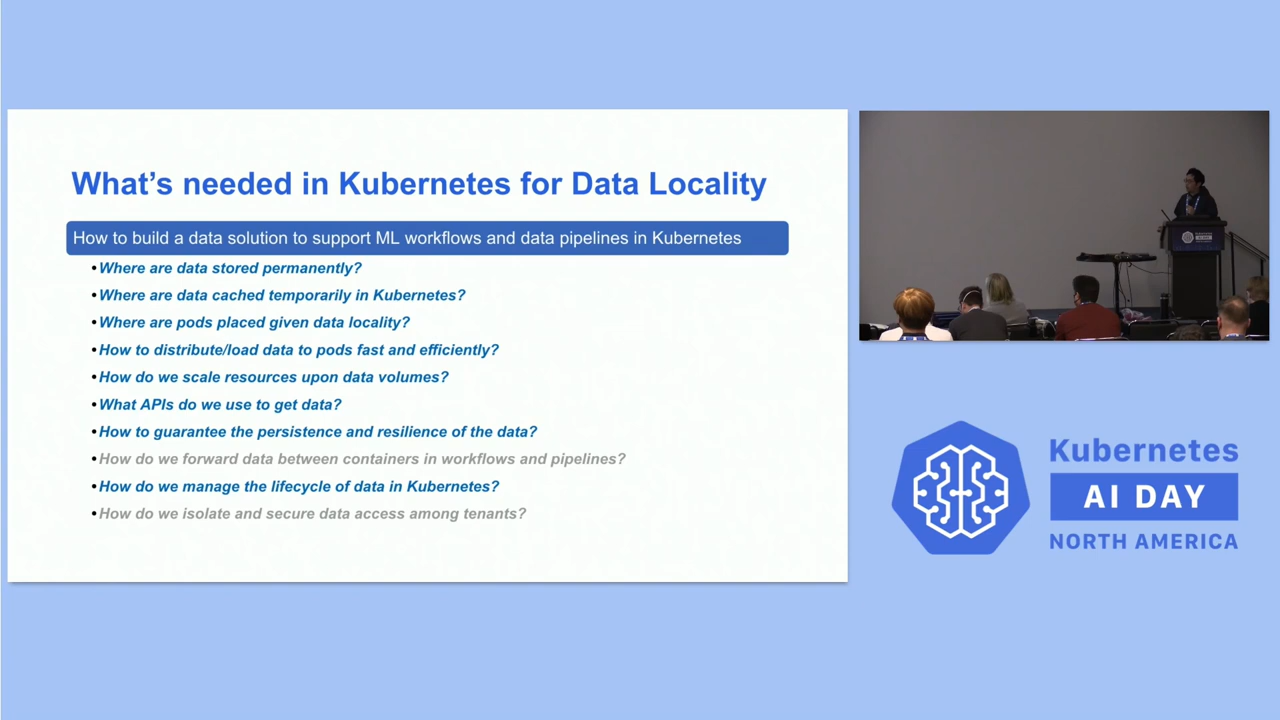 What's needed in Kubernetes for Data Locality
How to build a data solution to support ML workflows and data pipelines in Kubernetes
•Where are data stored permanently?
•Where are data cached temporarily in Kubernetes?
•Where are pods placed given data locality?
•How to distribute/load data to pods fast and efficiently?
•How do we scale resources upon data volumes?
•What APIs do we use to get data?
•How to guarantee the persistence and resilience of the data?
•How do we forward data between containers in workflows and pipelines?
•How do we manage the lifecycle of data in Kubernetes?
•How do we isolate and secure data access among tenants?
Kubernetes
AI DAY
NORTH AMERICA